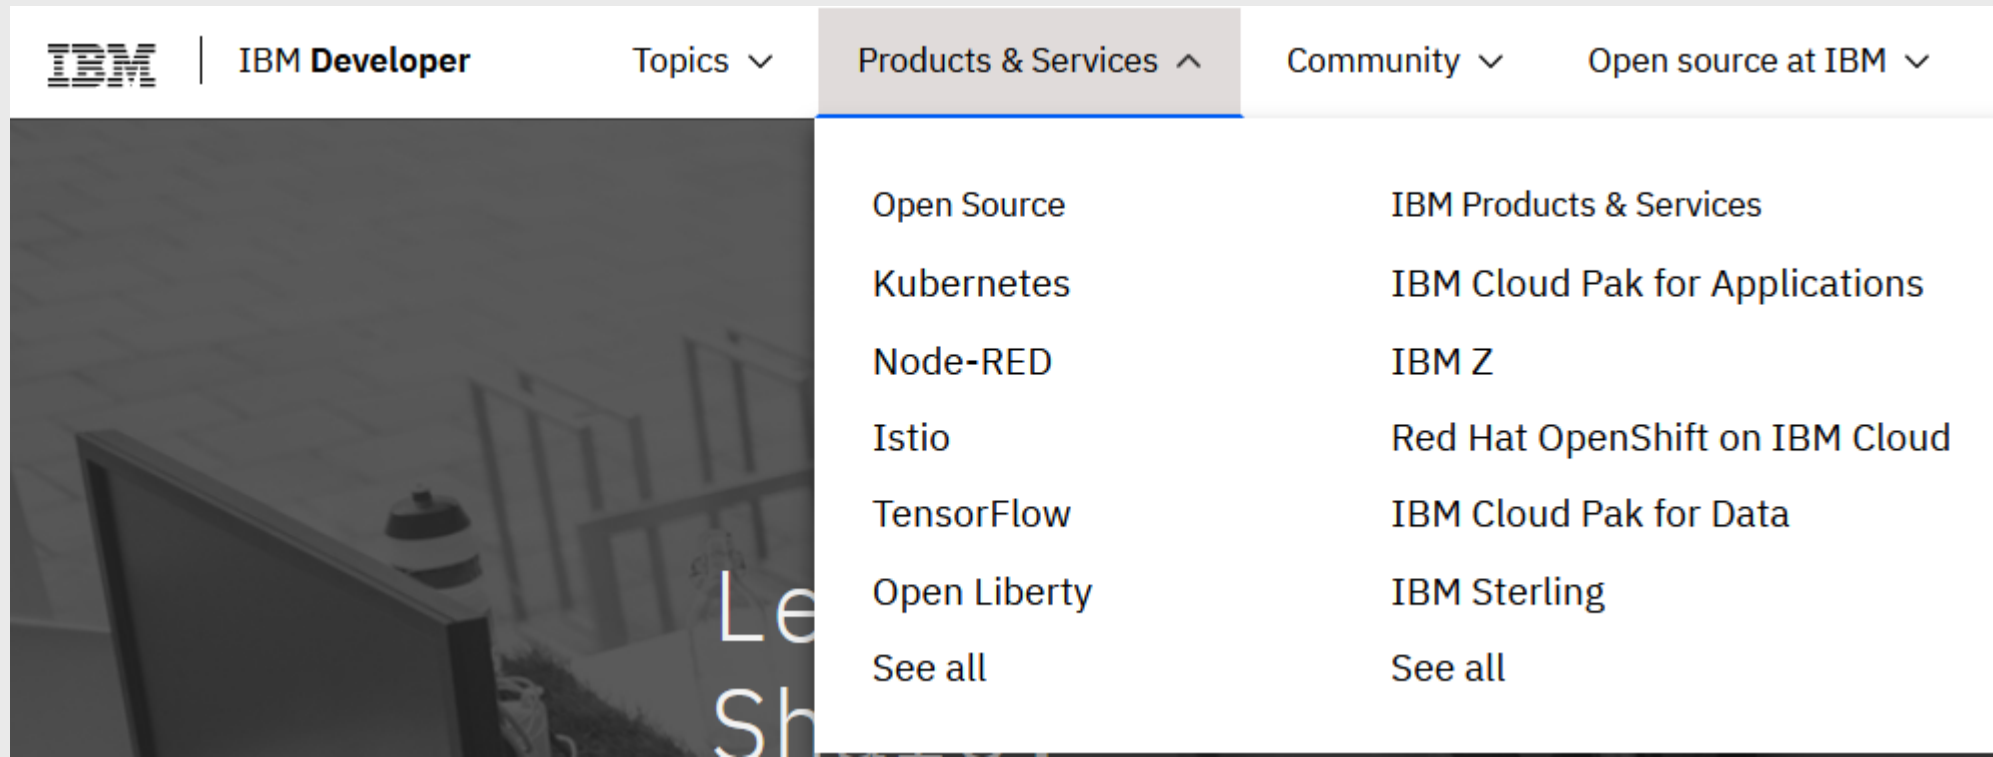 IBM | IBM Developer Topics Products & Services Community Open source at IBM
Open Source
Kubernetes
Node-RED
Istio
TensorFlow
Open Liberty
See all
IBM Products & Services
IBM Cloud Pak for Applications
IBM Z
Red Hat OpenShift on IBM Cloud
IBM Cloud Pak for Data
IBM Sterling
See all
Le
Sh